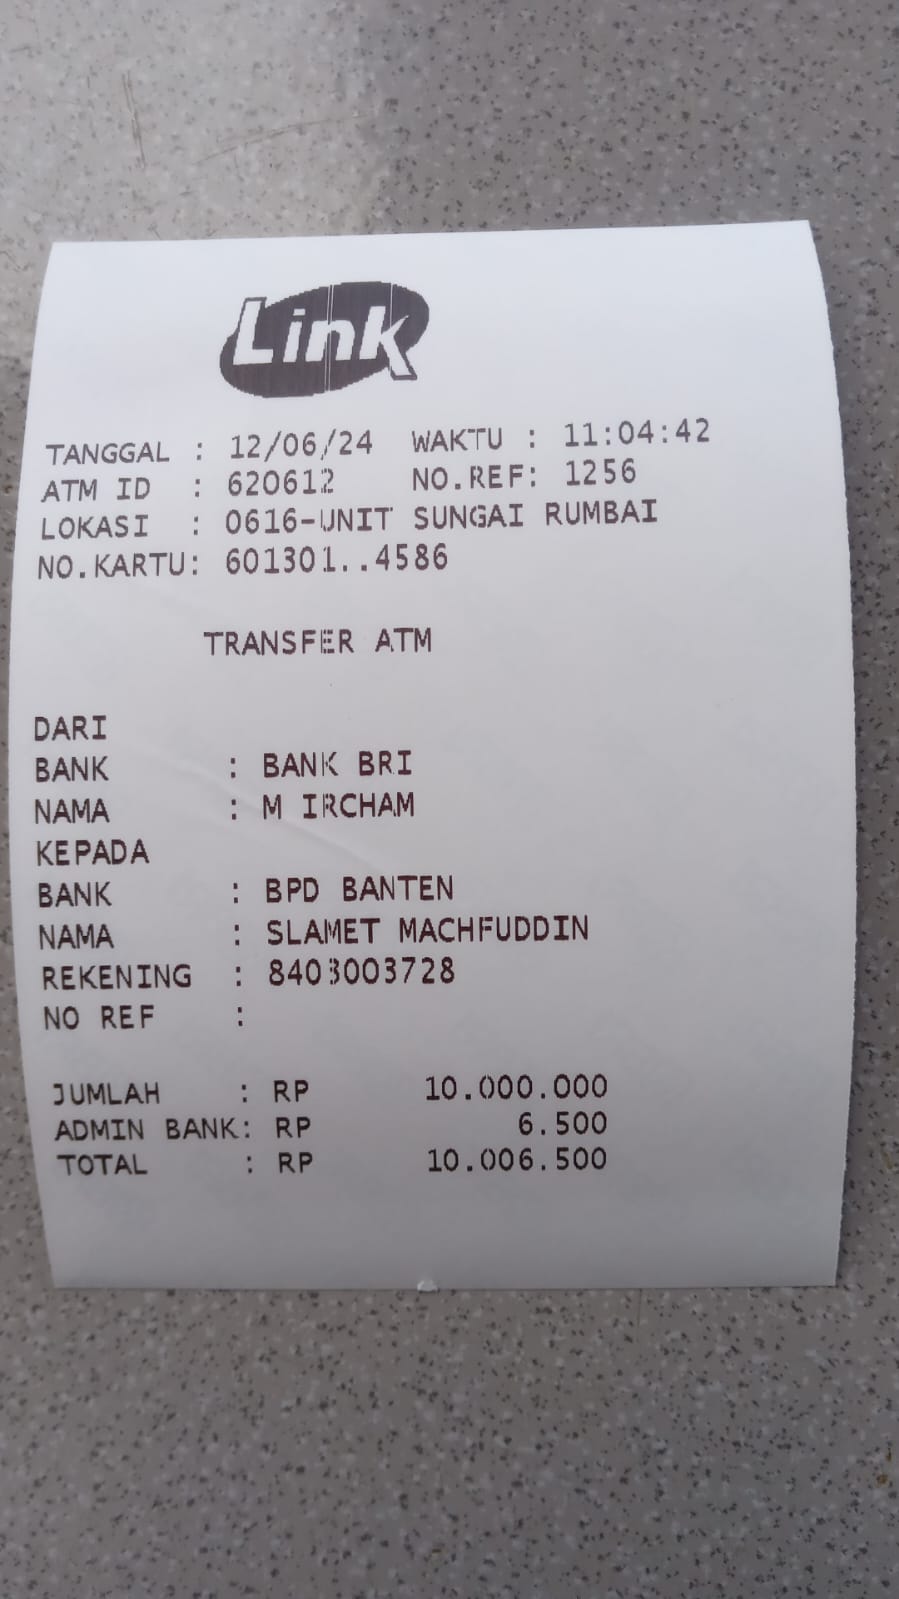 Link
TANGGAL : 12/06/24 WAKTU : 11:04:42
ATM ID : 620612 NO.REF: 1256
LOKASI : 0616-UNIT SUNGAI RUMBAI
NO.KARTU: 601301..4586
TRANSFER ATM
DARI
BANK : BANK BRI
NAMA : M IRCHAM
KEPADA
BANK : BPD BANTEN
NAMA : SLAMET MACHFUDDIN
REKENING : 8403003728
NO REF :
JUMLAH : RP 10.000.000
ADMIN BANK: RP 6.500
TOTAL : RP 10.006.500